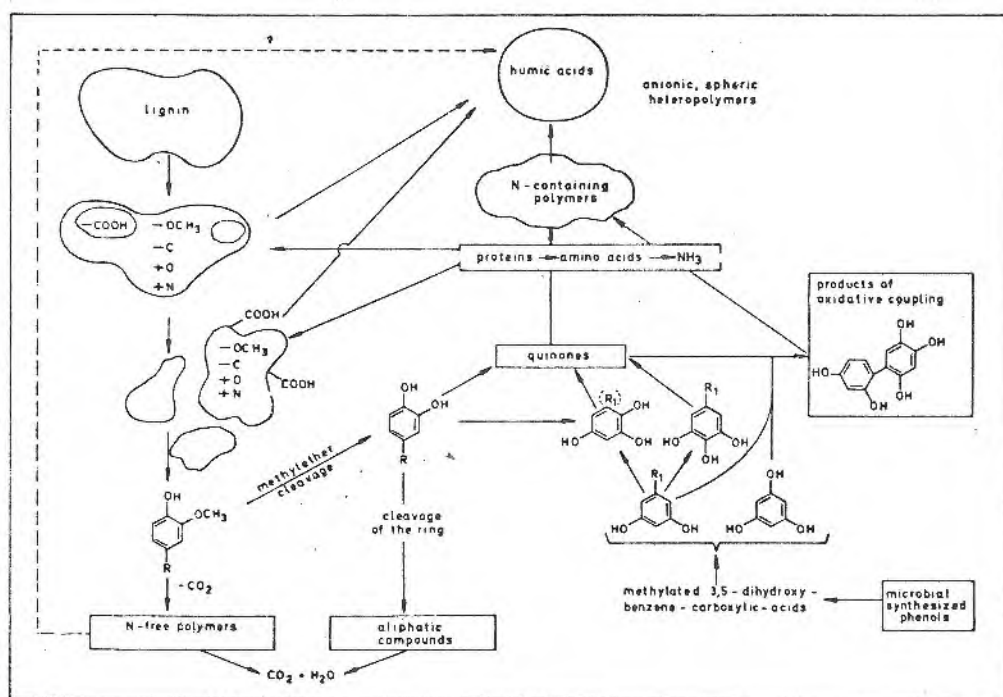 ?
humic acids
anionic, spheric
heteropolymers
lignin
N-containing
polymers
-COOH
-OCH3
-C
+O
+N
proteins → amino acids → NH3
products of
oxidative coupling
OH
OH
HO
OH
OH
OH
COOH
-OCH3
-C
+O
+N
COOH
quinones
OH
OH
R
R1
OH
HO
OH
R1
HO
OH
OH
methylether
cleavage
cleavage
of the ring
R1
HO
OH
OH
HO
OH
OH
OCH3
R
-CO2
methylated 3,5-dihydroxy-
benzene-carboxylic-acids
microbial
synthesized
phenols
N-free polymers
aliphatic
compounds
CO2 + H2O